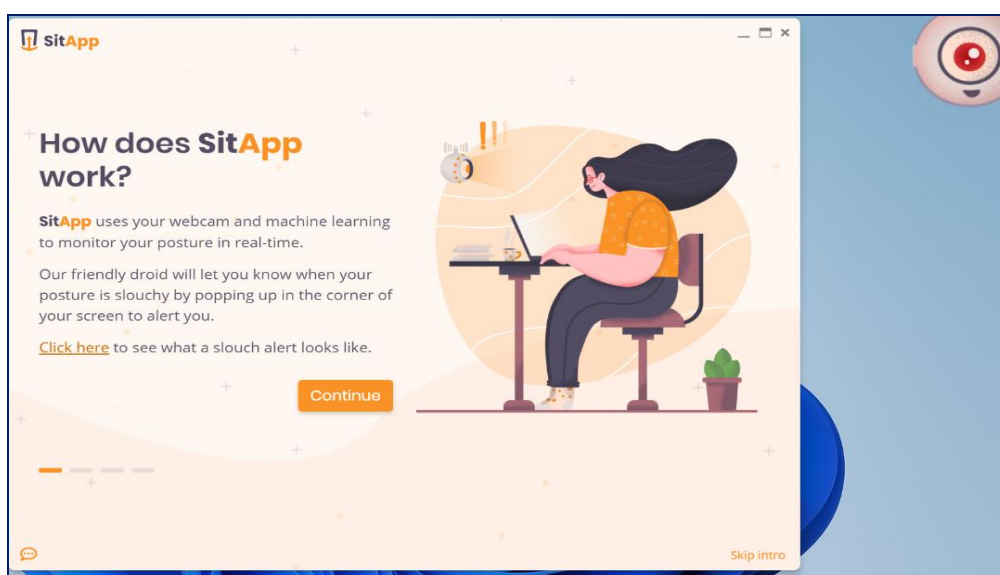 SitApp
How does SitApp
work?
SitApp uses your webcam and machine learning
to monitor your posture in real-time.
Our friendly droid will let you know when your
posture is slouchy by popping up in the corner of
your screen to alert you.
Click here to see what a slouch alert looks like.
Continue
Skip intro